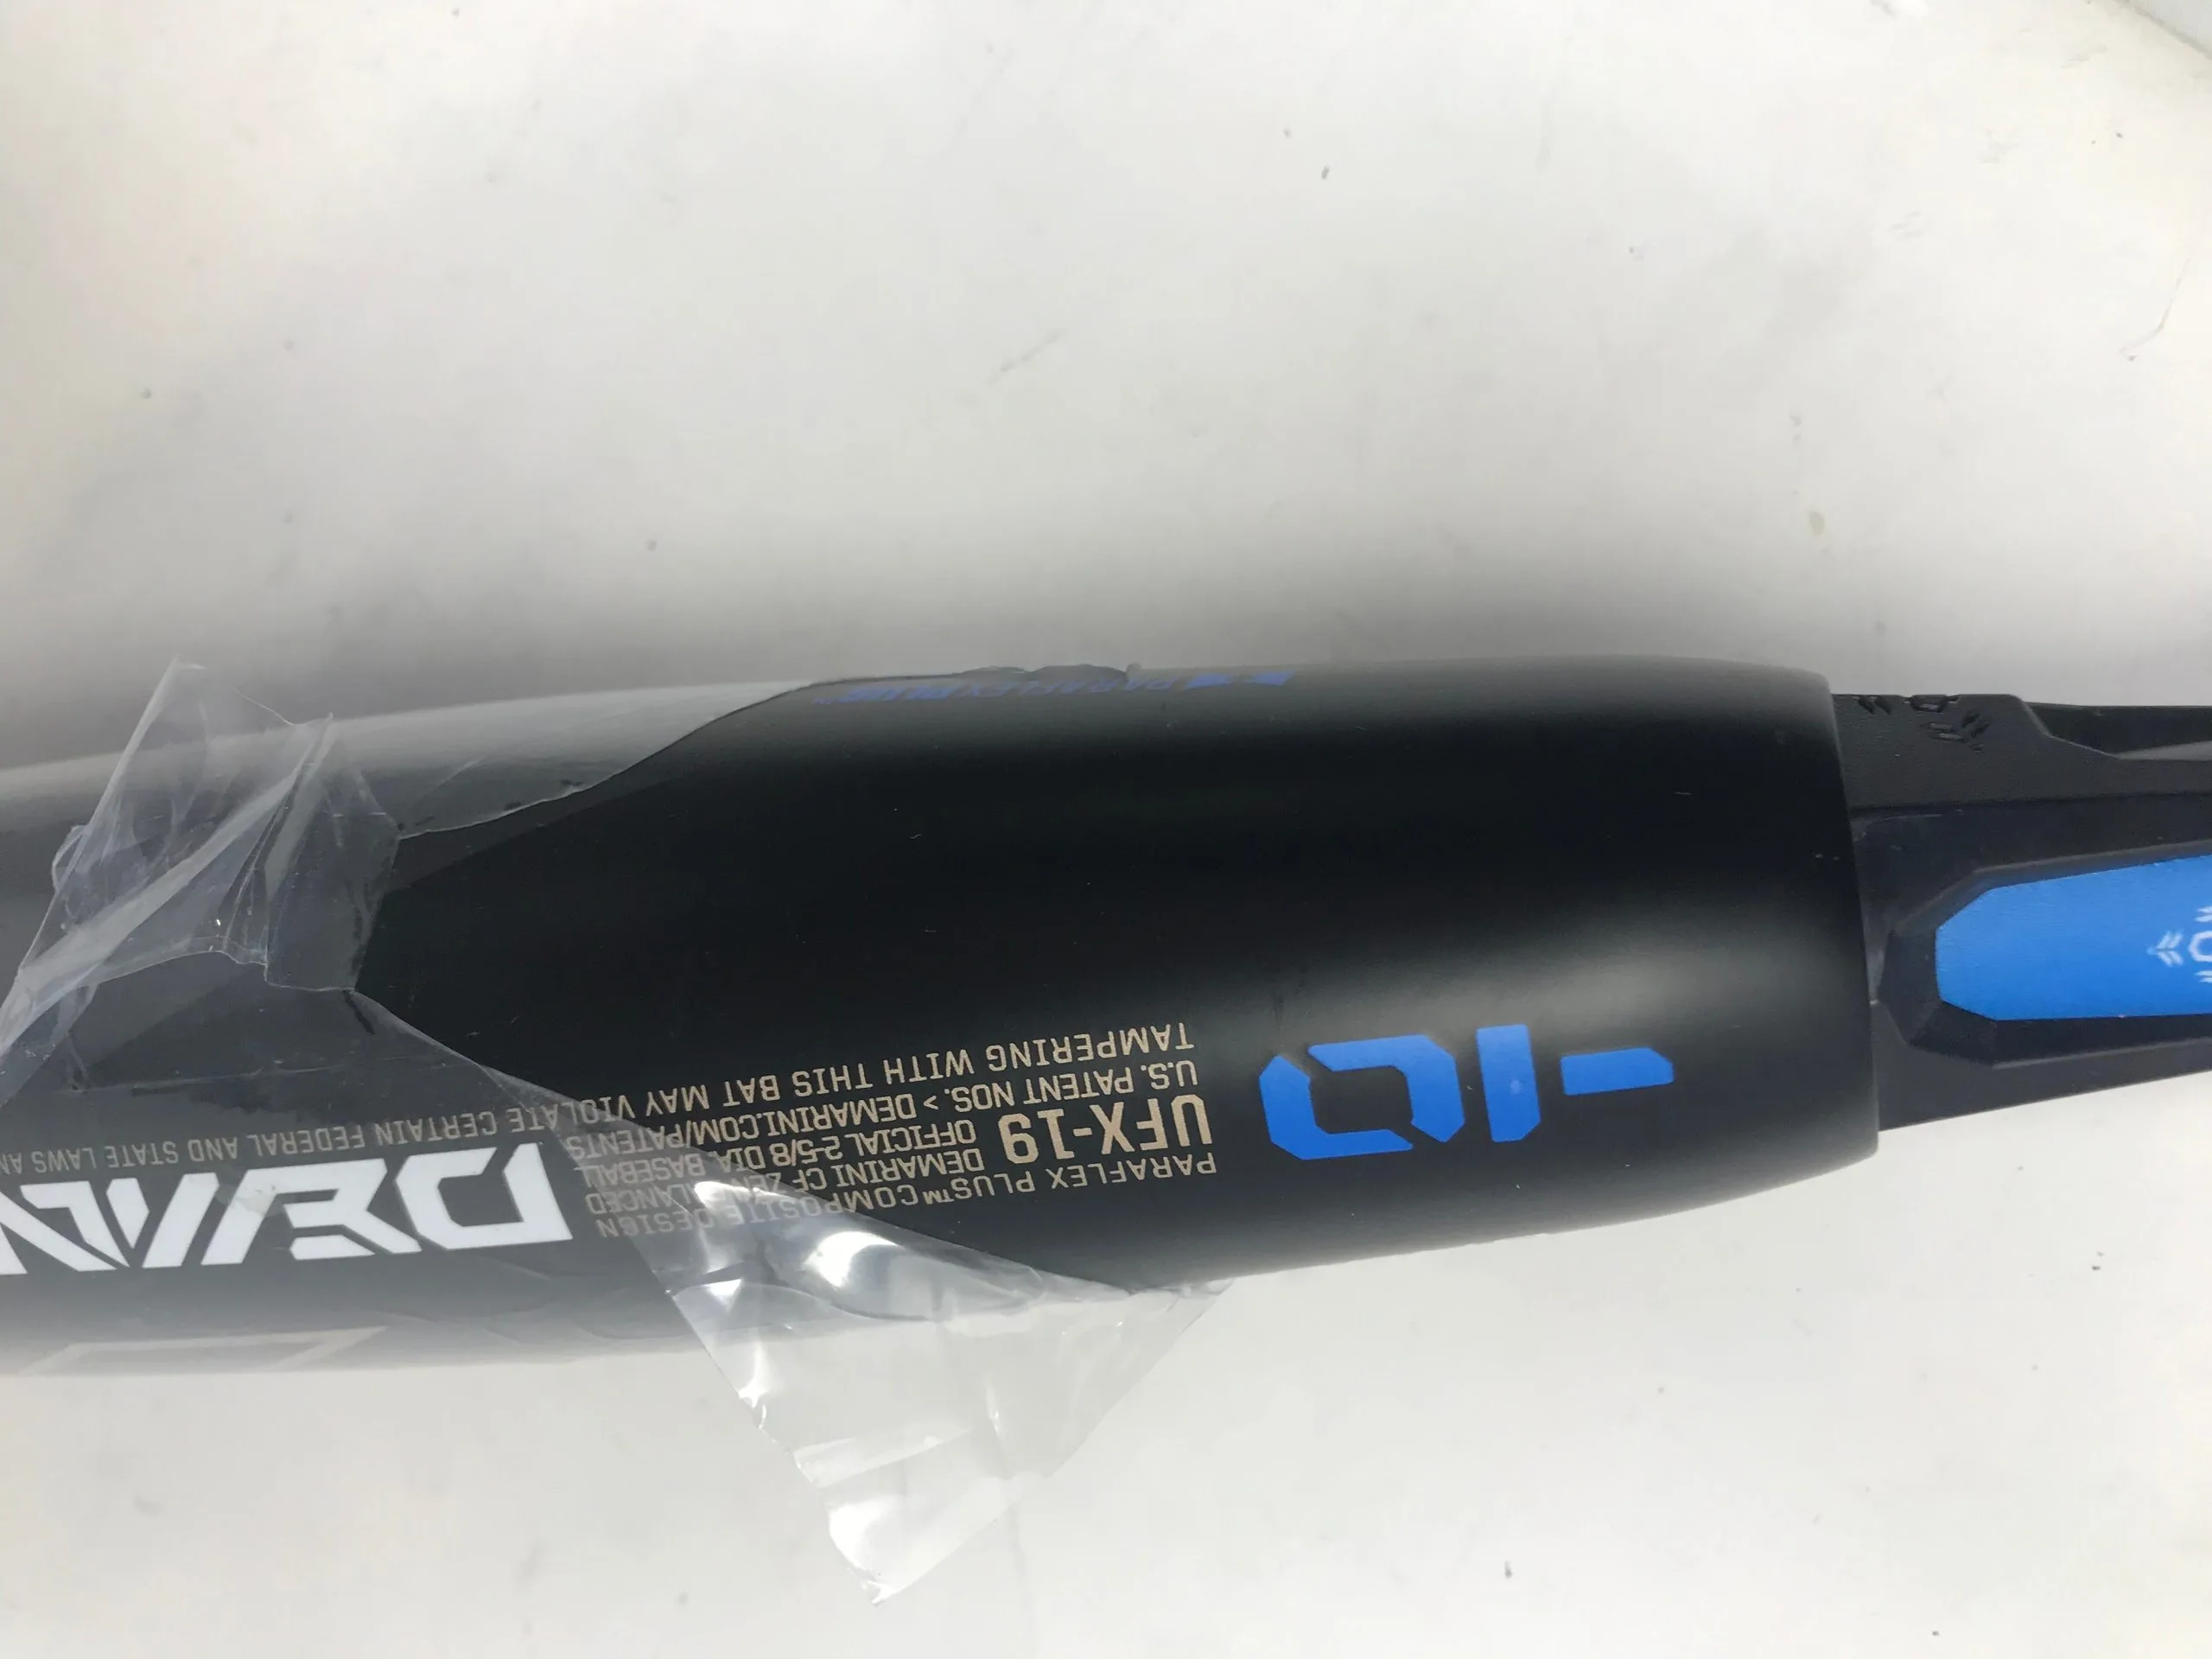 -10
PARAFLEX PLUS™ COMPOSITE DESIGN
UFX-19 DEMARINI CF ZEN BALANCED
OFFICIAL 2-5/8 DIA. BASEBALL
U.S. PATENT NOS. > DEMARINI.COM/PATENTS
TAMPERING WITH THIS BAT MAY VIOLATE CERTAIN FEDERAL AND STATE LAWS
PARAFLEXPLUS